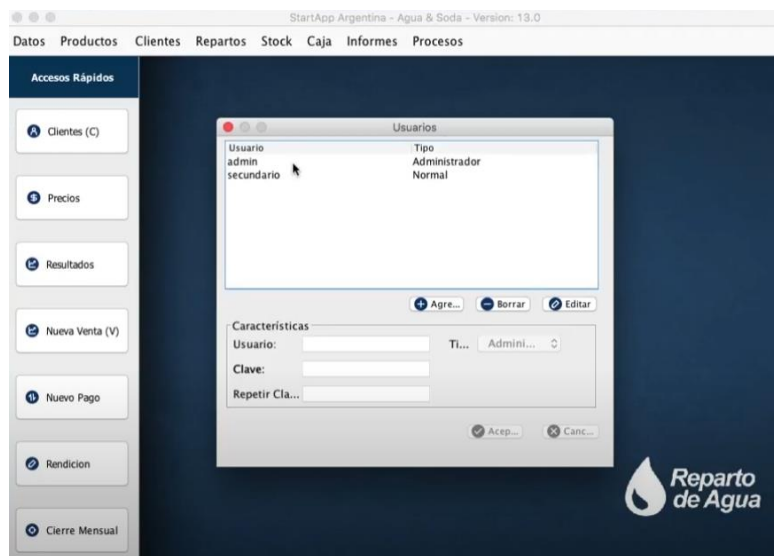 StartApp Argentina - Agua & Soda - Version: 13.0
Datos Productos Clientes Repartos Stock Caja Informes Procesos
Accesos Rápidos
Clientes (C)
Precios
Resultados
Nueva Venta (V)
Nuevo Pago
Rendicion
Cierre Mensual
Usuarios
Usuario Tipo
admin Administrador
secundario Normal
Agre... Borrar Editar
Características
Usuario: Ti... Admini...
Clave:
Repetir Cla...
Acep... Canc...
Reparto
de Agua